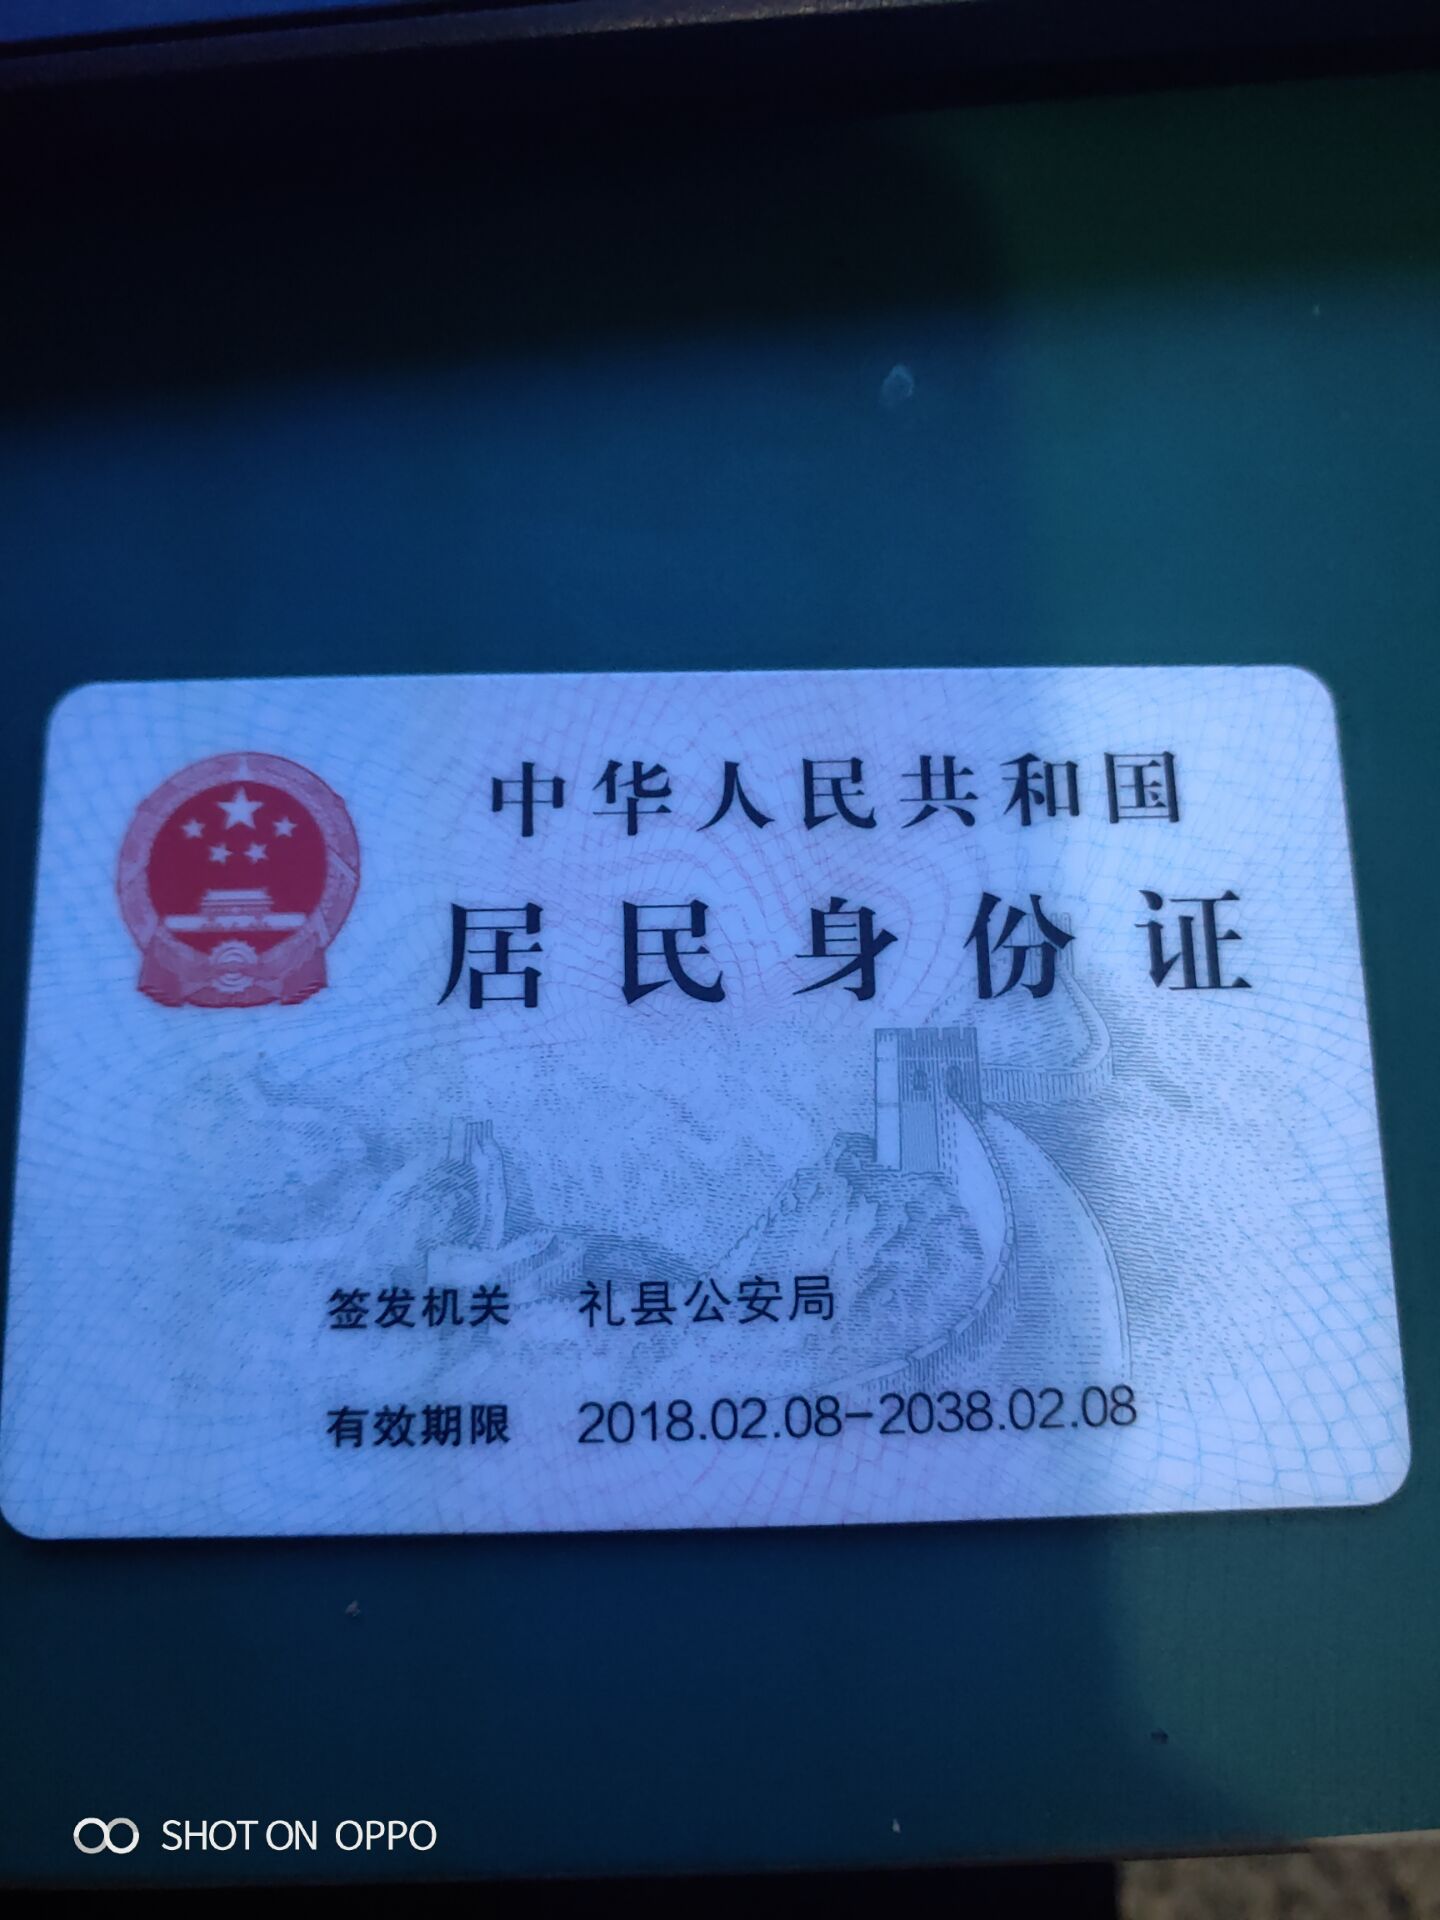 中华人民共和国
居民身份证
签发机关 礼县公安局
有效期限 2018.02.08-2038.02.08
SHOT ON OPPO